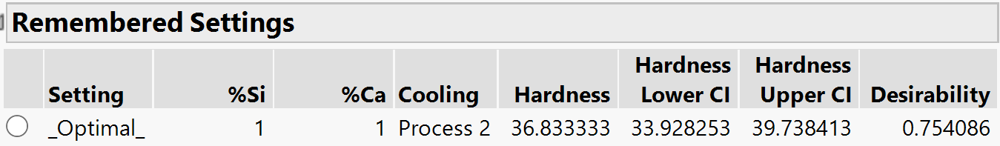 Remembered Settings
Setting %Si %Ca Cooling Hardness Hardness Lower CI Hardness Upper CI Desirability
_Optimal_ 1 1 Process 2 36.833333 33.928253 39.738413 0.754086